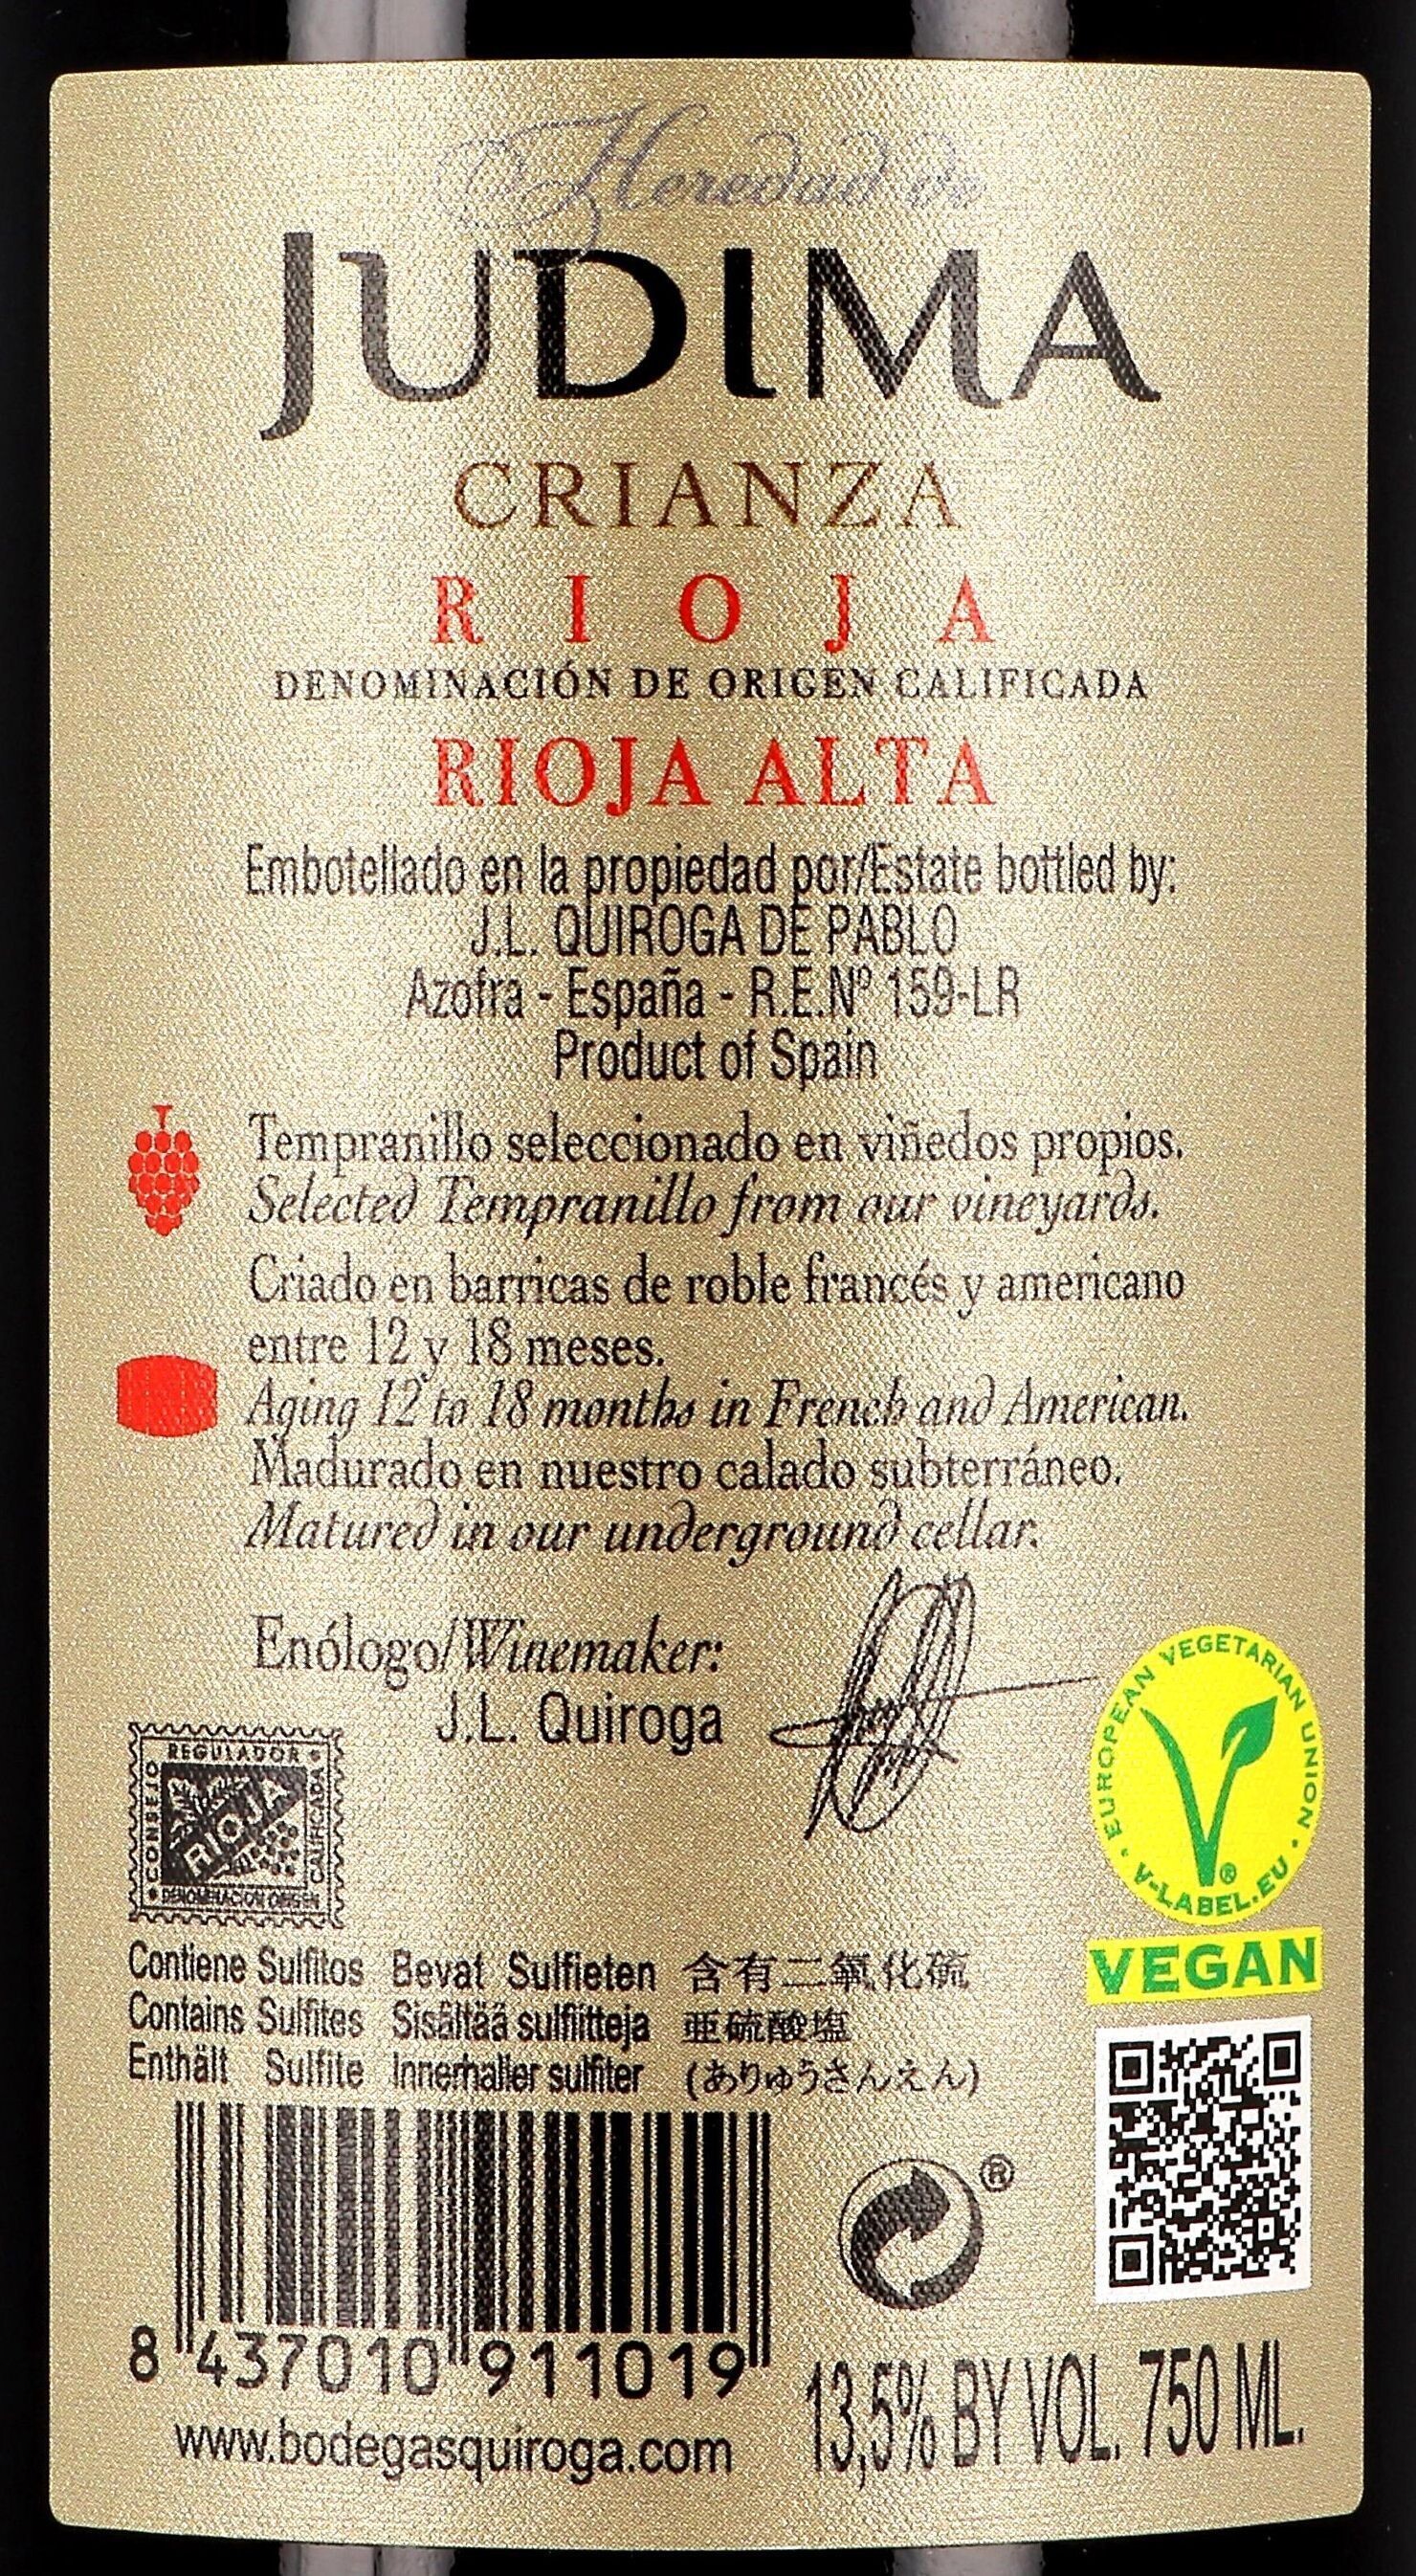 Heredad de
JUDIMA
CRIANZA
RIOJA
DENOMINACIÓN DE ORIGEN CALIFICADA
RIOJA ALTA
Embotellado en la propiedad por/Estate bottled by:
J.L. QUIROGA DE PABLO
Azofra - España - R.E.Nº 159-LR
Product of Spain
Tempranillo seleccionado en viñedos propios.
Selected Tempranillo from our vineyards.
Criado en barricas de roble francés y americano
entre 12 y 18 meses.
Aging 12 to 18 months in French and American.
Madurado en nuestro calado subterráneo.
Matured in our underground cellar.
Enólogo/Winemaker:
J.L. Quiroga
CONSEJO REGULADOR CALIFICADA
RIOJA
DENOMINACION ORIGEN
· EUROPEAN VEGETARIAN UNION ·
V-LABEL.EU
®
VEGAN
Contiene Sulfitos Bevat Sulfieten 含有二氧化硫
Contains Sulfites Sisältää sulfiitteja 亜硫酸塩
Enthält Sulfite Innerhaller sulfiter (ありゅうさんえん)
®
8 437010 911019
13,5% BY VOL. 750 ML.
www.bodegasquiroga.com